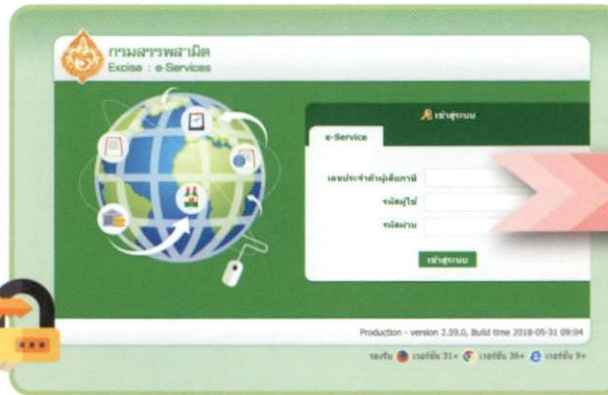 กรมสรรพสามิต
Excise : e-Services
เข้าสู่ระบบ
e-Service
เลขประจำตัวผู้เสียภาษี
รหัสผู้ใช้
รหัสผ่าน
เข้าสู่ระบบ
Production - version 2.59.0, Build time 2018-05-31 09:04
รองรับ เวอร์ชั่น 31+ เวอร์ชั่น 26+ เวอร์ชั่น 9+